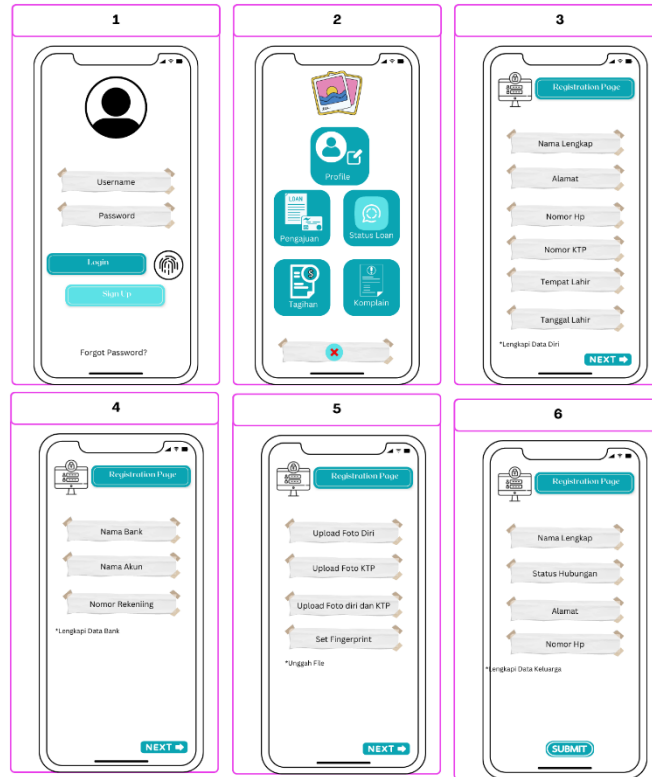 1
Username
Password
Login
Sign Up
Forgot Password?
2
Profile
LOAN
Pengajuan
Status Loan
Tagihan
Komplain
3
Registration Page
Nama Lengkap
Alamat
Nomor Hp
Nomor KTP
Tempat Lahir
Tanggal Lahir
*Lengkapi Data Diri
NEXT
4
Registration Page
Nama Bank
Nama Akun
Nomor Rekeniing
*Lengkapi Data Bank
NEXT
5
Registration Page
Upload Foto Diri
Upload Foto KTP
Upload Foto diri dan KTP
Set Fingerprint
*Unggah File
NEXT
6
Registration Page
Nama Lengkap
Status Hubungan
Alamat
Nomor Hp
*Lengkapi Data Keluarga
SUBMIT